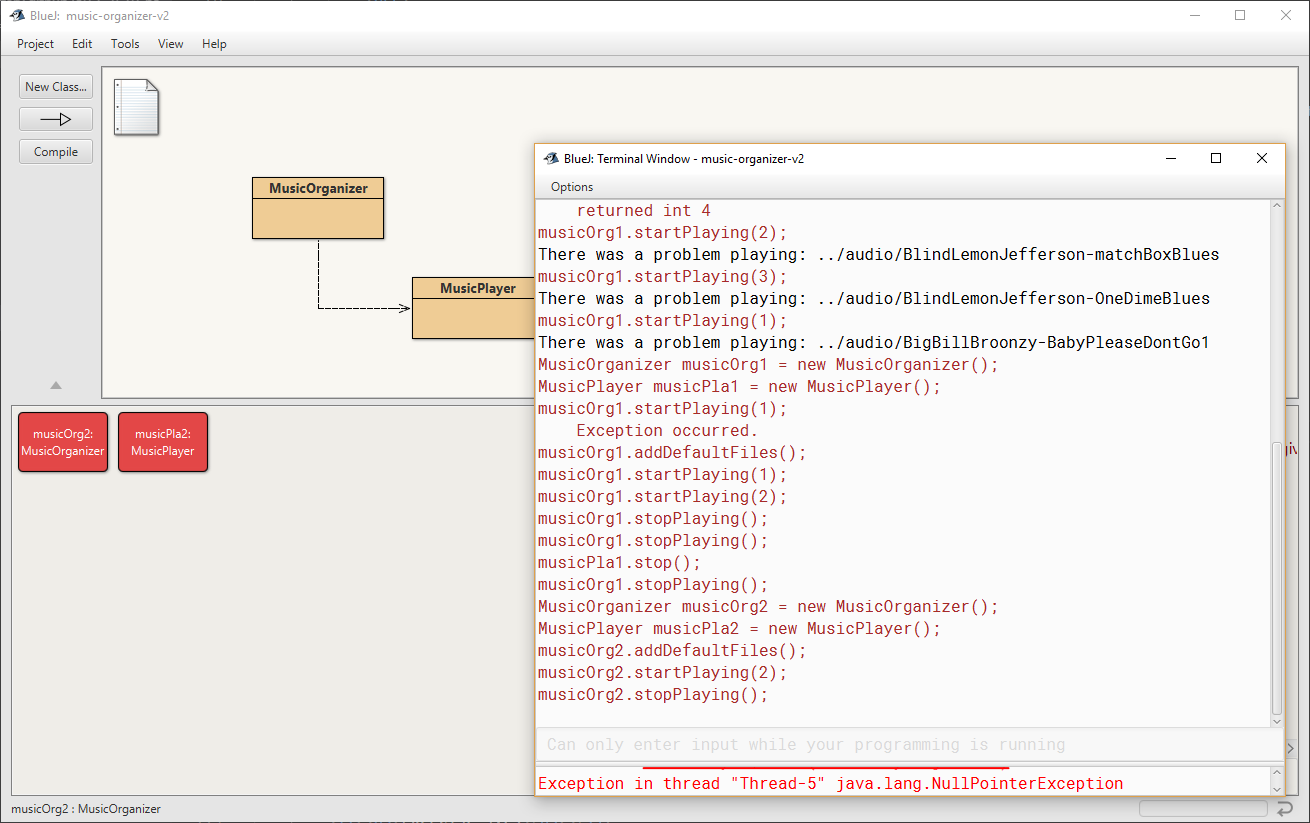 BlueJ: music-organizer-v2
Project Edit Tools View Help
New Class...
Compile
MusicOrganizer
MusicPlayer
musicOrg2:
MusicOrganizer
musicPla2:
MusicPlayer
BlueJ: Terminal Window - music-organizer-v2
Options
returned int 4
musicOrg1.startPlaying(2);
There was a problem playing: ../audio/BlindLemonJefferson-matchBoxBlues
musicOrg1.startPlaying(3);
There was a problem playing: ../audio/BlindLemonJefferson-OneDimeBlues
musicOrg1.startPlaying(1);
There was a problem playing: ../audio/BigBillBroonzy-BabyPleaseDontGo1
MusicOrganizer musicOrg1 = new MusicOrganizer();
MusicPlayer musicPla1 = new MusicPlayer();
musicOrg1.startPlaying(1);
Exception occurred.
musicOrg1.addDefaultFiles();
musicOrg1.startPlaying(1);
musicOrg1.startPlaying(2);
musicOrg1.stopPlaying();
musicOrg1.stopPlaying();
musicPla1.stop();
musicOrg1.stopPlaying();
MusicOrganizer musicOrg2 = new MusicOrganizer();
MusicPlayer musicPla2 = new MusicPlayer();
musicOrg2.addDefaultFiles();
musicOrg2.startPlaying(2);
musicOrg2.stopPlaying();
Can only enter input while your programming is running
Exception in thread "Thread-5" java.lang.NullPointerException
musicOrg2 : MusicOrganizer